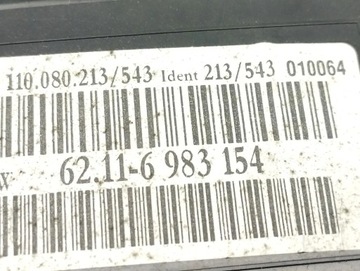 110.080.213/543 Ident 213/543 010064
62.11-6 983 154